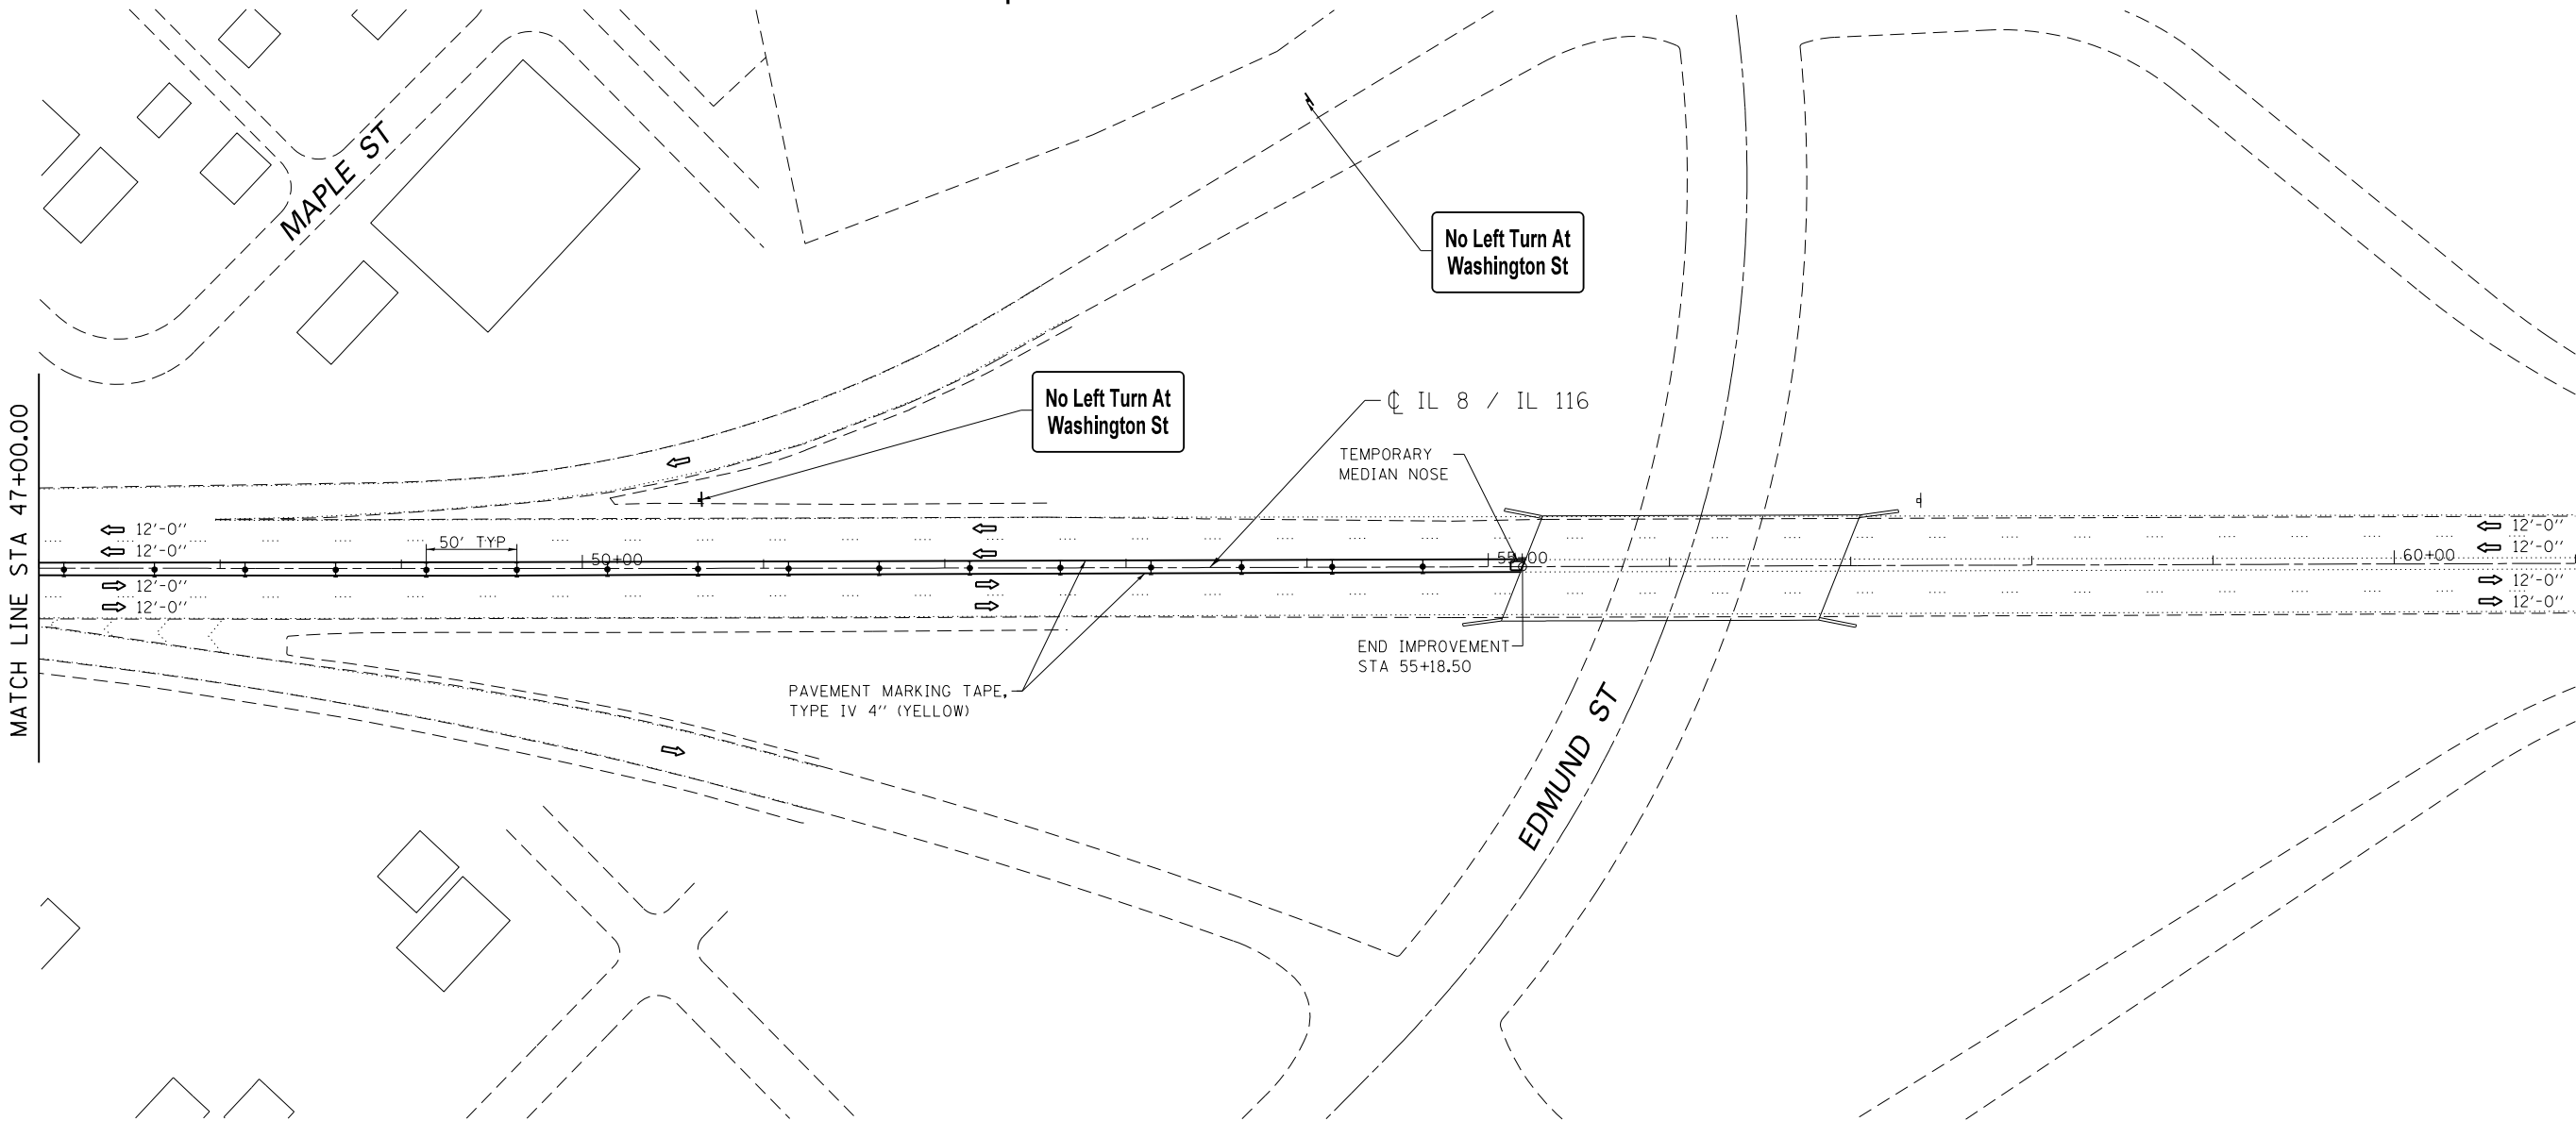 MAPLE ST
No Left Turn At
Washington St
No Left Turn At
Washington St
℄ IL 8 / IL 116
TEMPORARY
MEDIAN NOSE
MATCH LINE STA 47+00.00
12'-0''
12'-0''
12'-0''
12'-0''
50' TYP
50+00
55+00
60+00
12'-0''
12'-0''
12'-0''
12'-0''
END IMPROVEMENT
STA 55+18.50
PAVEMENT MARKING TAPE,
TYPE IV 4'' (YELLOW)
EDMUND ST